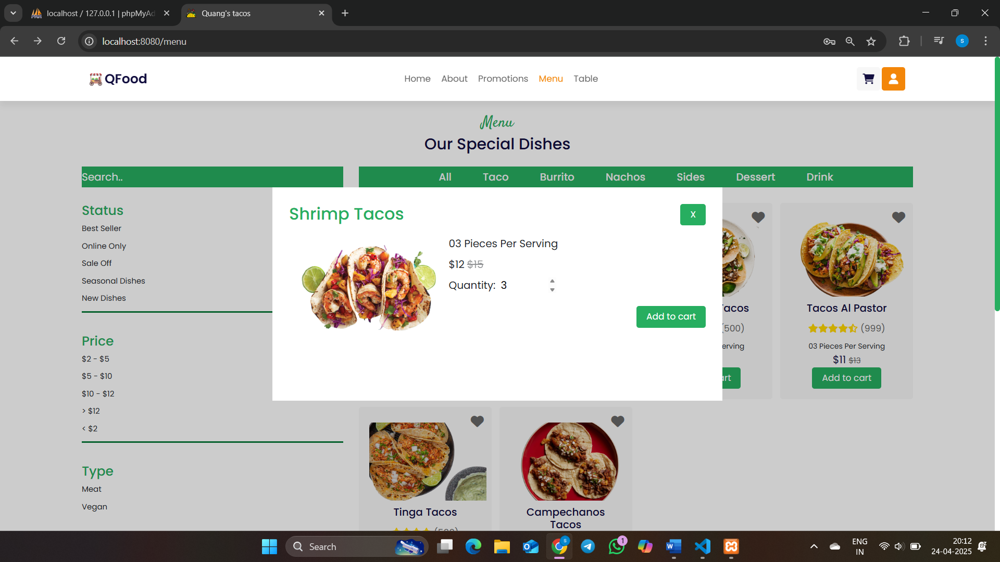 localhost / 127.0.0.1 | phpMyAd
Quang's tacos
localhost:8080/menu
S
QFood
Home About Promotions Menu Table
Menu
Our Special Dishes
Search..
All Taco Burrito Nachos Sides Dessert Drink
Status
Best Seller
Online Only
Sale Off
Seasonal Dishes
New Dishes
Price
$2 - $5
$5 - $10
$10 - $12
> $12
< $2
Type
Meat
Vegan
Shrimp Tacos
X
03 Pieces Per Serving
$12 $15
Quantity: 3
Add to cart
Tacos
(500)
erving
rt
Tacos Al Pastor
(999)
03 Pieces Per Serving
$11 $13
Add to cart
Tinga Tacos
Campechanos
Tacos
Search
1
ENG
IN
20:12
24-04-2025